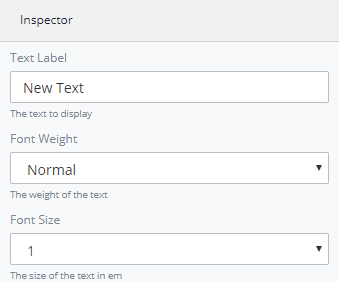 Inspector
Text Label
New Text
The text to display
Font Weight
Normal
The weight of the text
Font Size
1
The size of the text in em